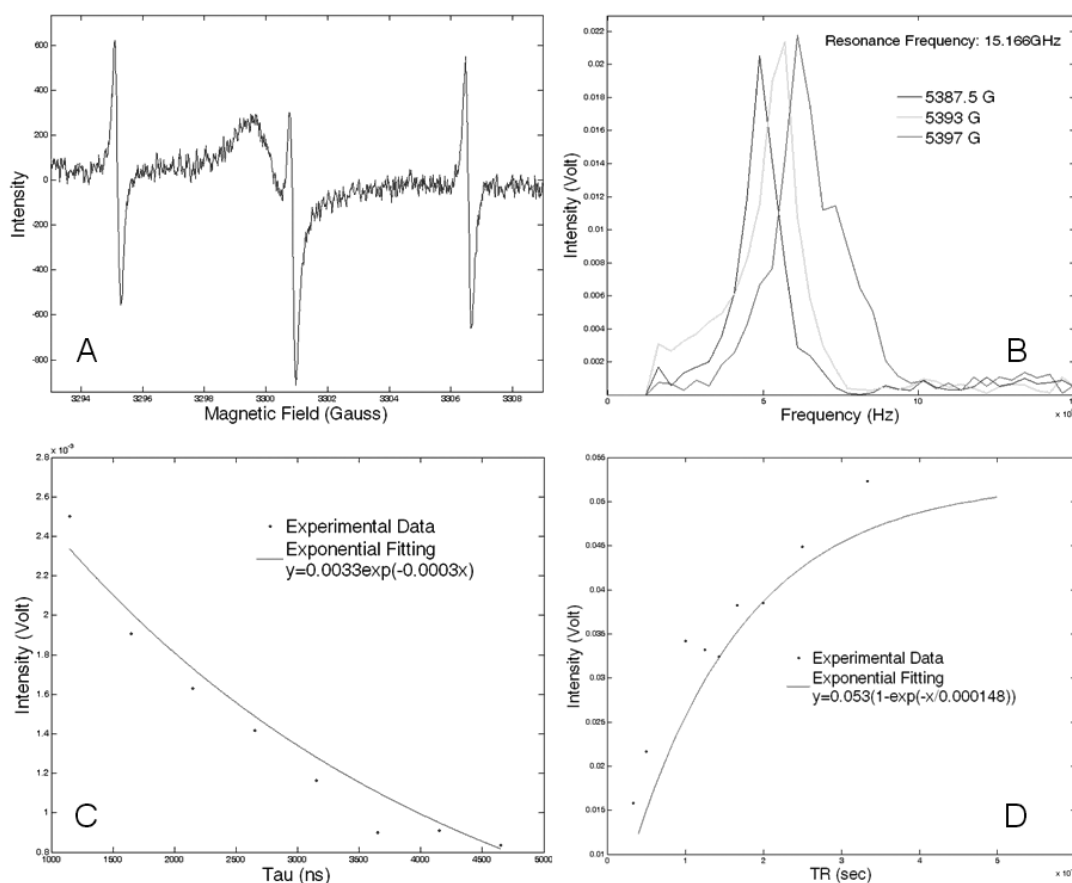 600
400
200
0
-200
-400
-600
-800
Intensity
A
3294
3296
3298
3300
3302
3304
3306
3308
Magnetic Field (Gauss)
0.022
0.02
0.018
0.016
0.014
0.012
0.01
0.008
0.006
0.004
0.002
Intensity (Volt)
Resonance Frequency: 15.166GHz
5387.5 G
5393 G
5397 G
B
0
5
10
Frequency (Hz)
x 10
2.8
2.6
2.4
2.2
2
1.8
1.6
1.4
1.2
1
0.8
x 10⁻³
Intensity (Volt)
Experimental Data
Exponential Fitting
y=0.0033exp(-0.0003x)
C
1000
1500
2000
2500
3000
3500
4000
4500
5000
Tau (ns)
0.055
0.05
0.045
0.04
0.035
0.03
0.025
0.02
0.015
0.01
Intensity (Volt)
Experimental Data
Exponential Fitting
y=0.053(1-exp(-x/0.000148))
D
0
1
2
3
4
5
TR (sec)
x 10